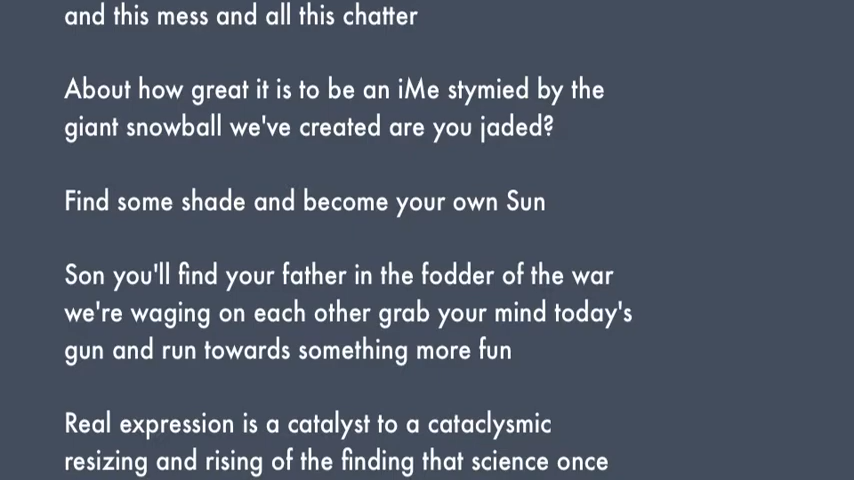 and this mess and all this chatter
About how great it is to be an iMe stymied by the
giant snowball we've created are you jaded?
Find some shade and become your own Sun
Son you'll find your father in the fodder of the war
we're waging on each other grab your mind today's
gun and run towards something more fun
Real expression is a catalyst to a cataclysmic
resizing and rising of the finding that science once